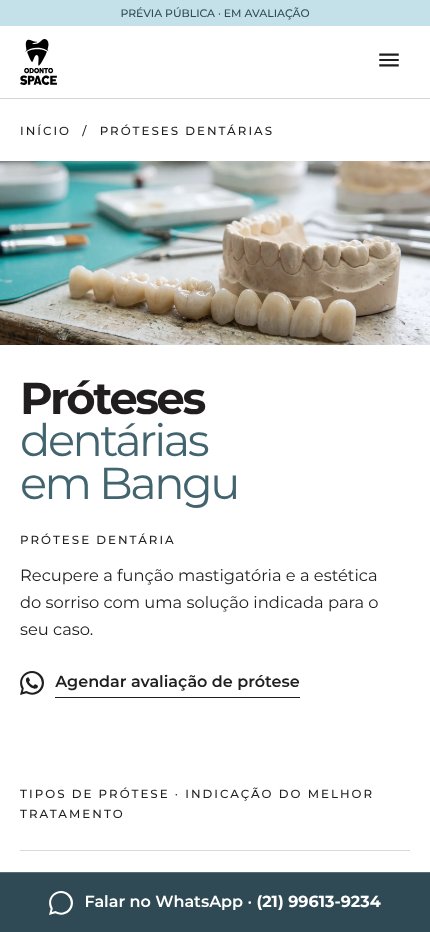 PRÉVIA PÚBLICA · EM AVALIAÇÃO
ODONTO
SPACE
INÍCIO / PRÓTESES DENTÁRIAS
Próteses
dentárias
em Bangu
PRÓTESE DENTÁRIA
Recupere a função mastigatória e a estética
do sorriso com uma solução indicada para o
seu caso.
Agendar avaliação de prótese
TIPOS DE PRÓTESE · INDICAÇÃO DO MELHOR
TRATAMENTO
Falar no WhatsApp · (21) 99613-9234